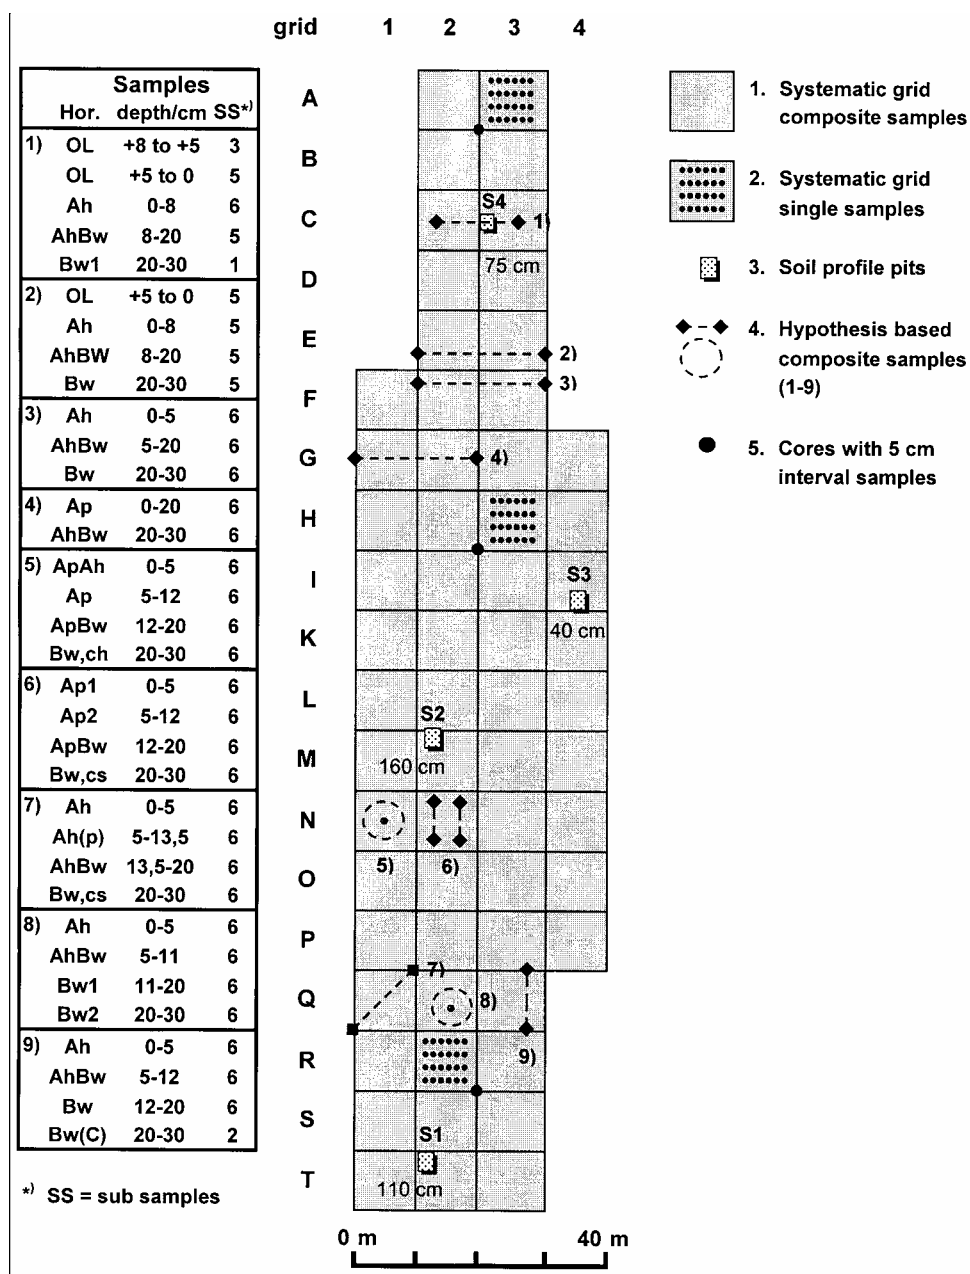 grid 1 2 3 4
Samples
Hor. depth/cm SS*)
1) OL +8 to +5 3
OL +5 to 0 5
Ah 0-8 6
AhBw 8-20 5
Bw1 20-30 1
2) OL +5 to 0 5
Ah 0-8 5
AhBW 8-20 5
Bw 20-30 5
3) Ah 0-5 6
AhBw 5-20 6
Bw 20-30 6
4) Ap 0-20 6
AhBw 20-30 6
5) ApAh 0-5 6
Ap 5-12 6
ApBw 12-20 6
Bw,ch 20-30 6
6) Ap1 0-5 6
Ap2 5-12 6
ApBw 12-20 6
Bw,cs 20-30 6
7) Ah 0-5 6
Ah(p) 5-13,5 6
AhBw 13,5-20 6
Bw,cs 20-30 6
8) Ah 0-5 6
AhBw 5-11 6
Bw1 11-20 6
Bw2 20-30 6
9) Ah 0-5 6
AhBw 5-12 6
Bw 12-20 6
Bw(C) 20-30 2
*) SS = sub samples
A
B
C
D
E
F
G
H
I
K
L
M
N
O
P
Q
R
S
T
S4
1)
75 cm
2)
3)
4)
S3
40 cm
S2
160 cm
5)
6)
7)
8)
9)
S1
110 cm
0 m 40 m
1. Systematic grid
composite samples
2. Systematic grid
single samples
3. Soil profile pits
4. Hypothesis based
composite samples
(1-9)
5. Cores with 5 cm
interval samples